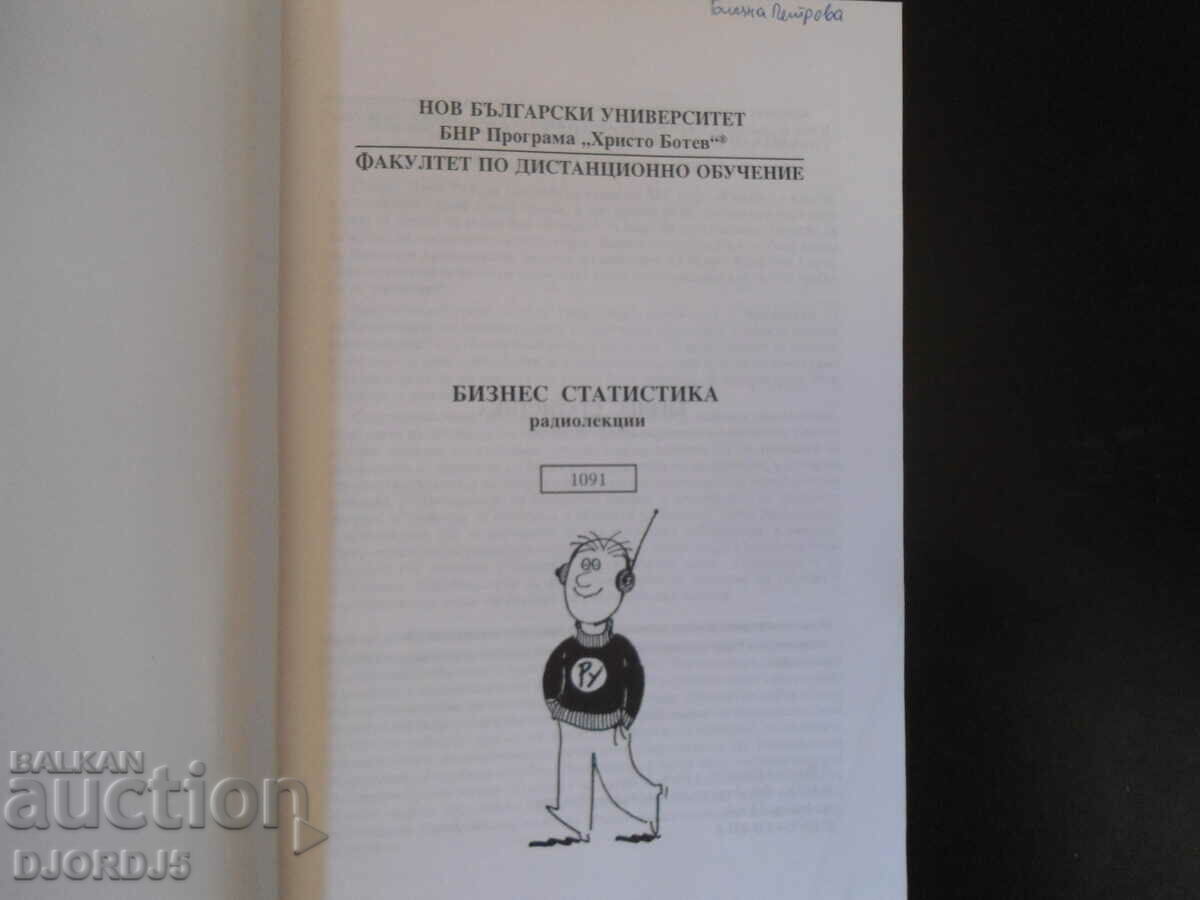 Петрова
НОВ БЪЛГАРСКИ УНИВЕРСИТЕТ
БНР Програма „Христо Ботев“®
ФАКУЛТЕТ ПО ДИСТАНЦИОННО ОБУЧЕНИЕ
БИЗНЕС СТАТИСТИКА
радиолекции
1091
РУ
BALKAN
auction
DJORDJ5